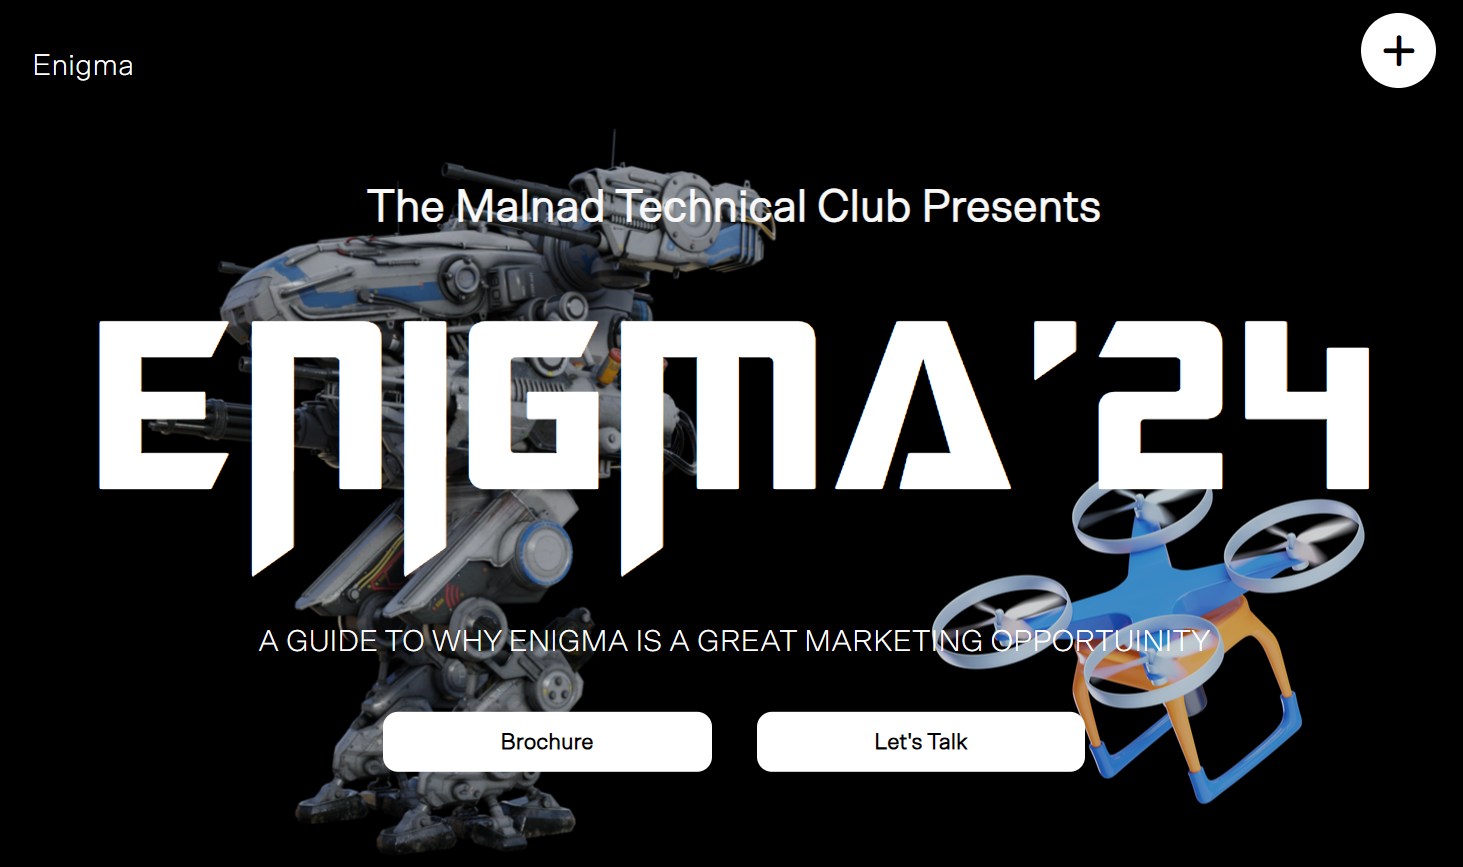 Enigma
The Malnad Technical Club Presents
ENIGMA '24
A GUIDE TO WHY ENIGMA IS A GREAT MARKETING OPPORTUINITY
Brochure
Let's Talk